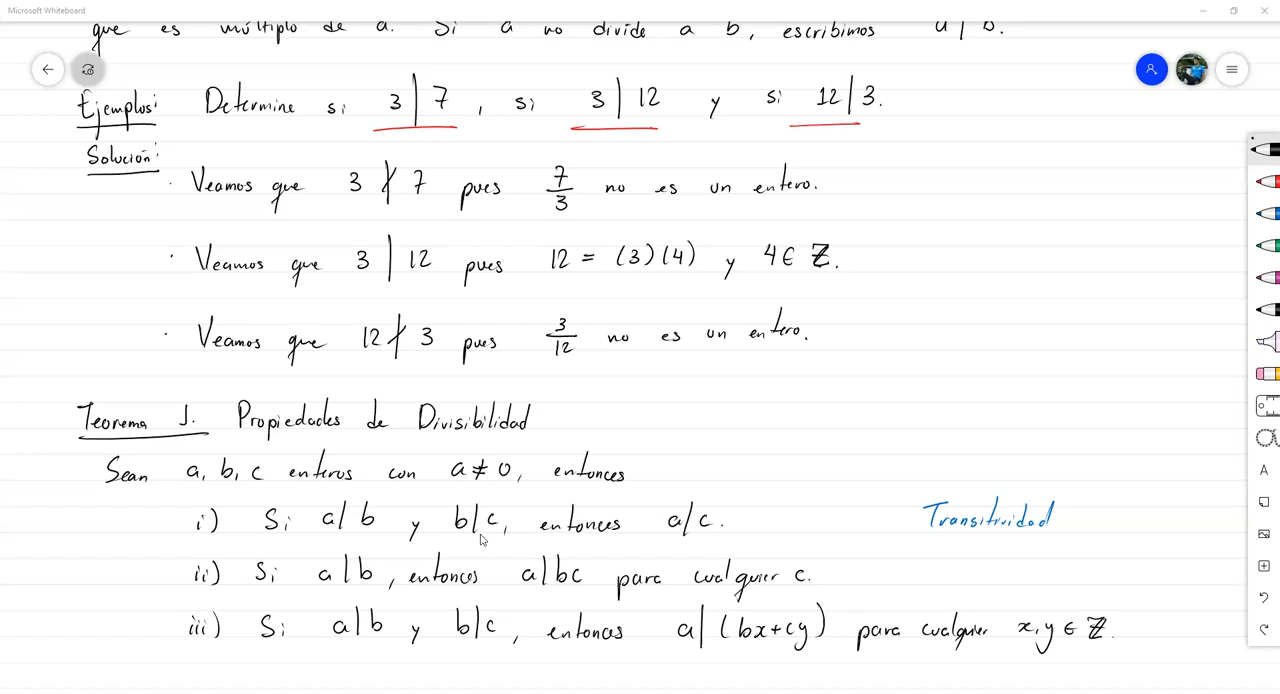 Microsoft Whiteboard
que es múltiplo de a. Si a no divide a b, escribimos a∤b.
Ejemplos: Determine si 3|7, si 3|12 y si 12|3.
Solución:
· Veamos que 3∤7 pues 7/3 no es un entero.
· Veamos que 3|12 pues 12 = (3)(4) y 4∈ℤ.
· Veamos que 12∤3 pues 3/12 no es un entero.
Teorema 1. Propiedades de Divisibilidad
Sean a, b, c enteros con a≠0, entonces
i) Si a|b y b|c, entonces a|c. Transitividad
ii) Si a|b, entonces a|bc para cualquier c.
iii) Si a|b y b|c, entonces a|(bx+cy) para cualquier x,y∈ℤ.
A